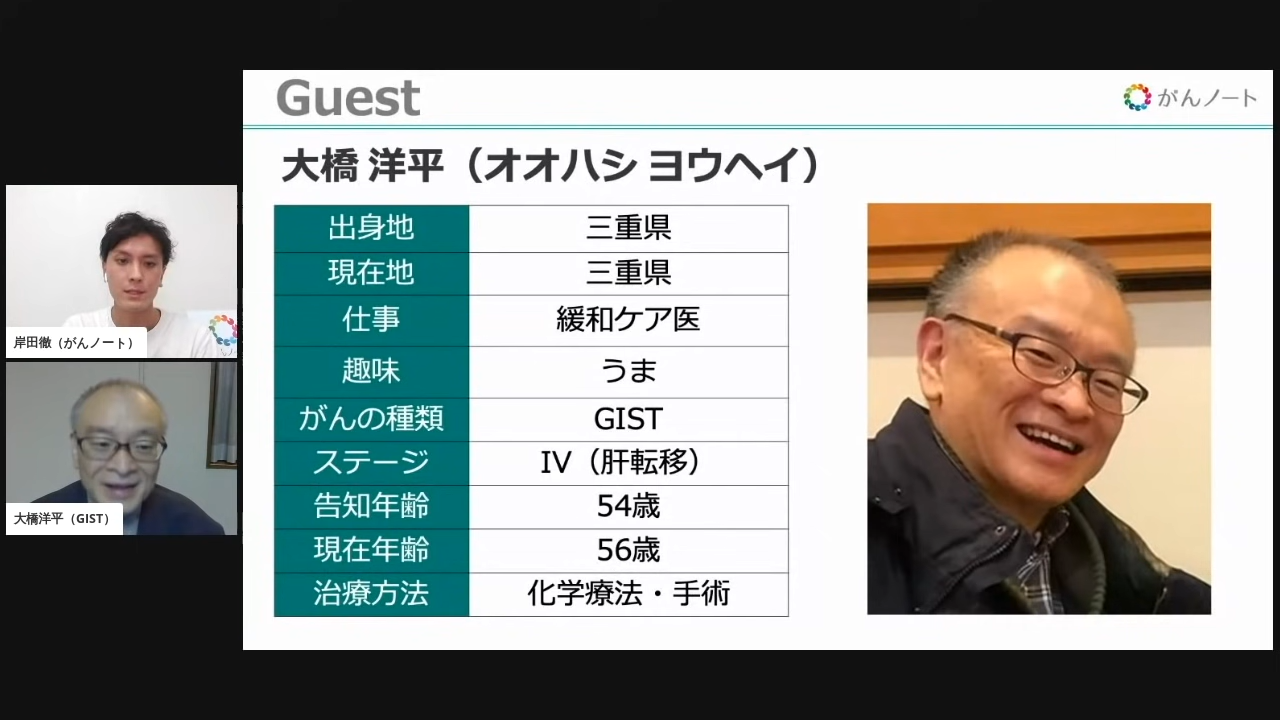 Guest
がんノート
大橋 洋平（オオハシ ヨウヘイ）
出身地 三重県
現在地 三重県
仕事 緩和ケア医
趣味 うま
がんの種類 GIST
ステージ IV（肝転移）
告知年齢 54歳
現在年齢 56歳
治療方法 化学療法・手術
岸田徹（がんノート）
大橋洋平（GIST）